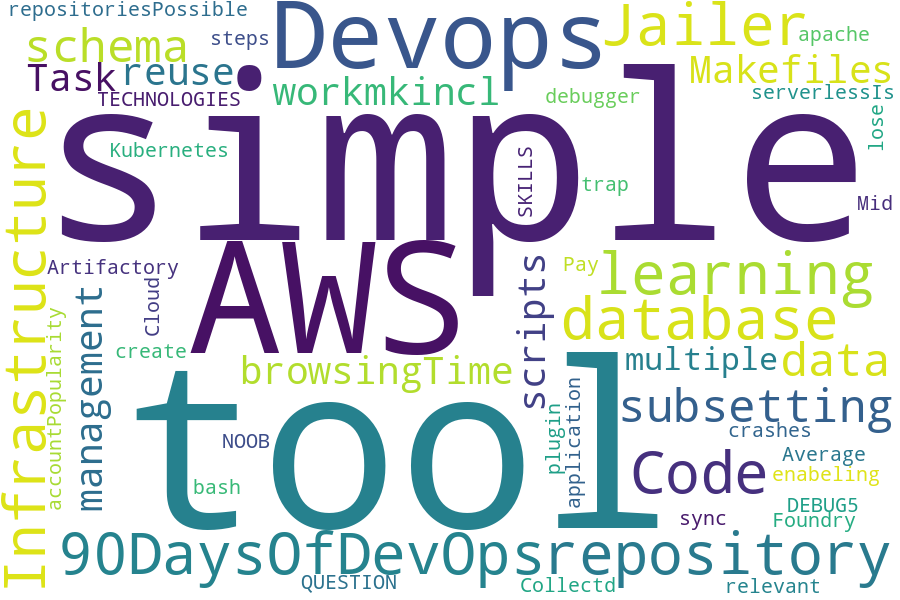 repositoriesPossible
Devops
Jailer
steps
apache
schema
Task
reuse
Makefiles
workmkincl
TECHNOLOGIES
debugger
serverlessIs
simple
lose
Infrastructure
Kubernetes
SKILLS
trap
Mid
AWS
Artifactory
Cloud
scripts
Pay
learning
management
accountPopularity
database
create
browsingTime
multiple
data
application
plugin
subsetting
NOOB
crashes
tool
Code
Average
enabeling
bash
DEBUG5
sync
Foundry
90DaysOfDevOpsrepository
QUESTION
Collectd
relevant